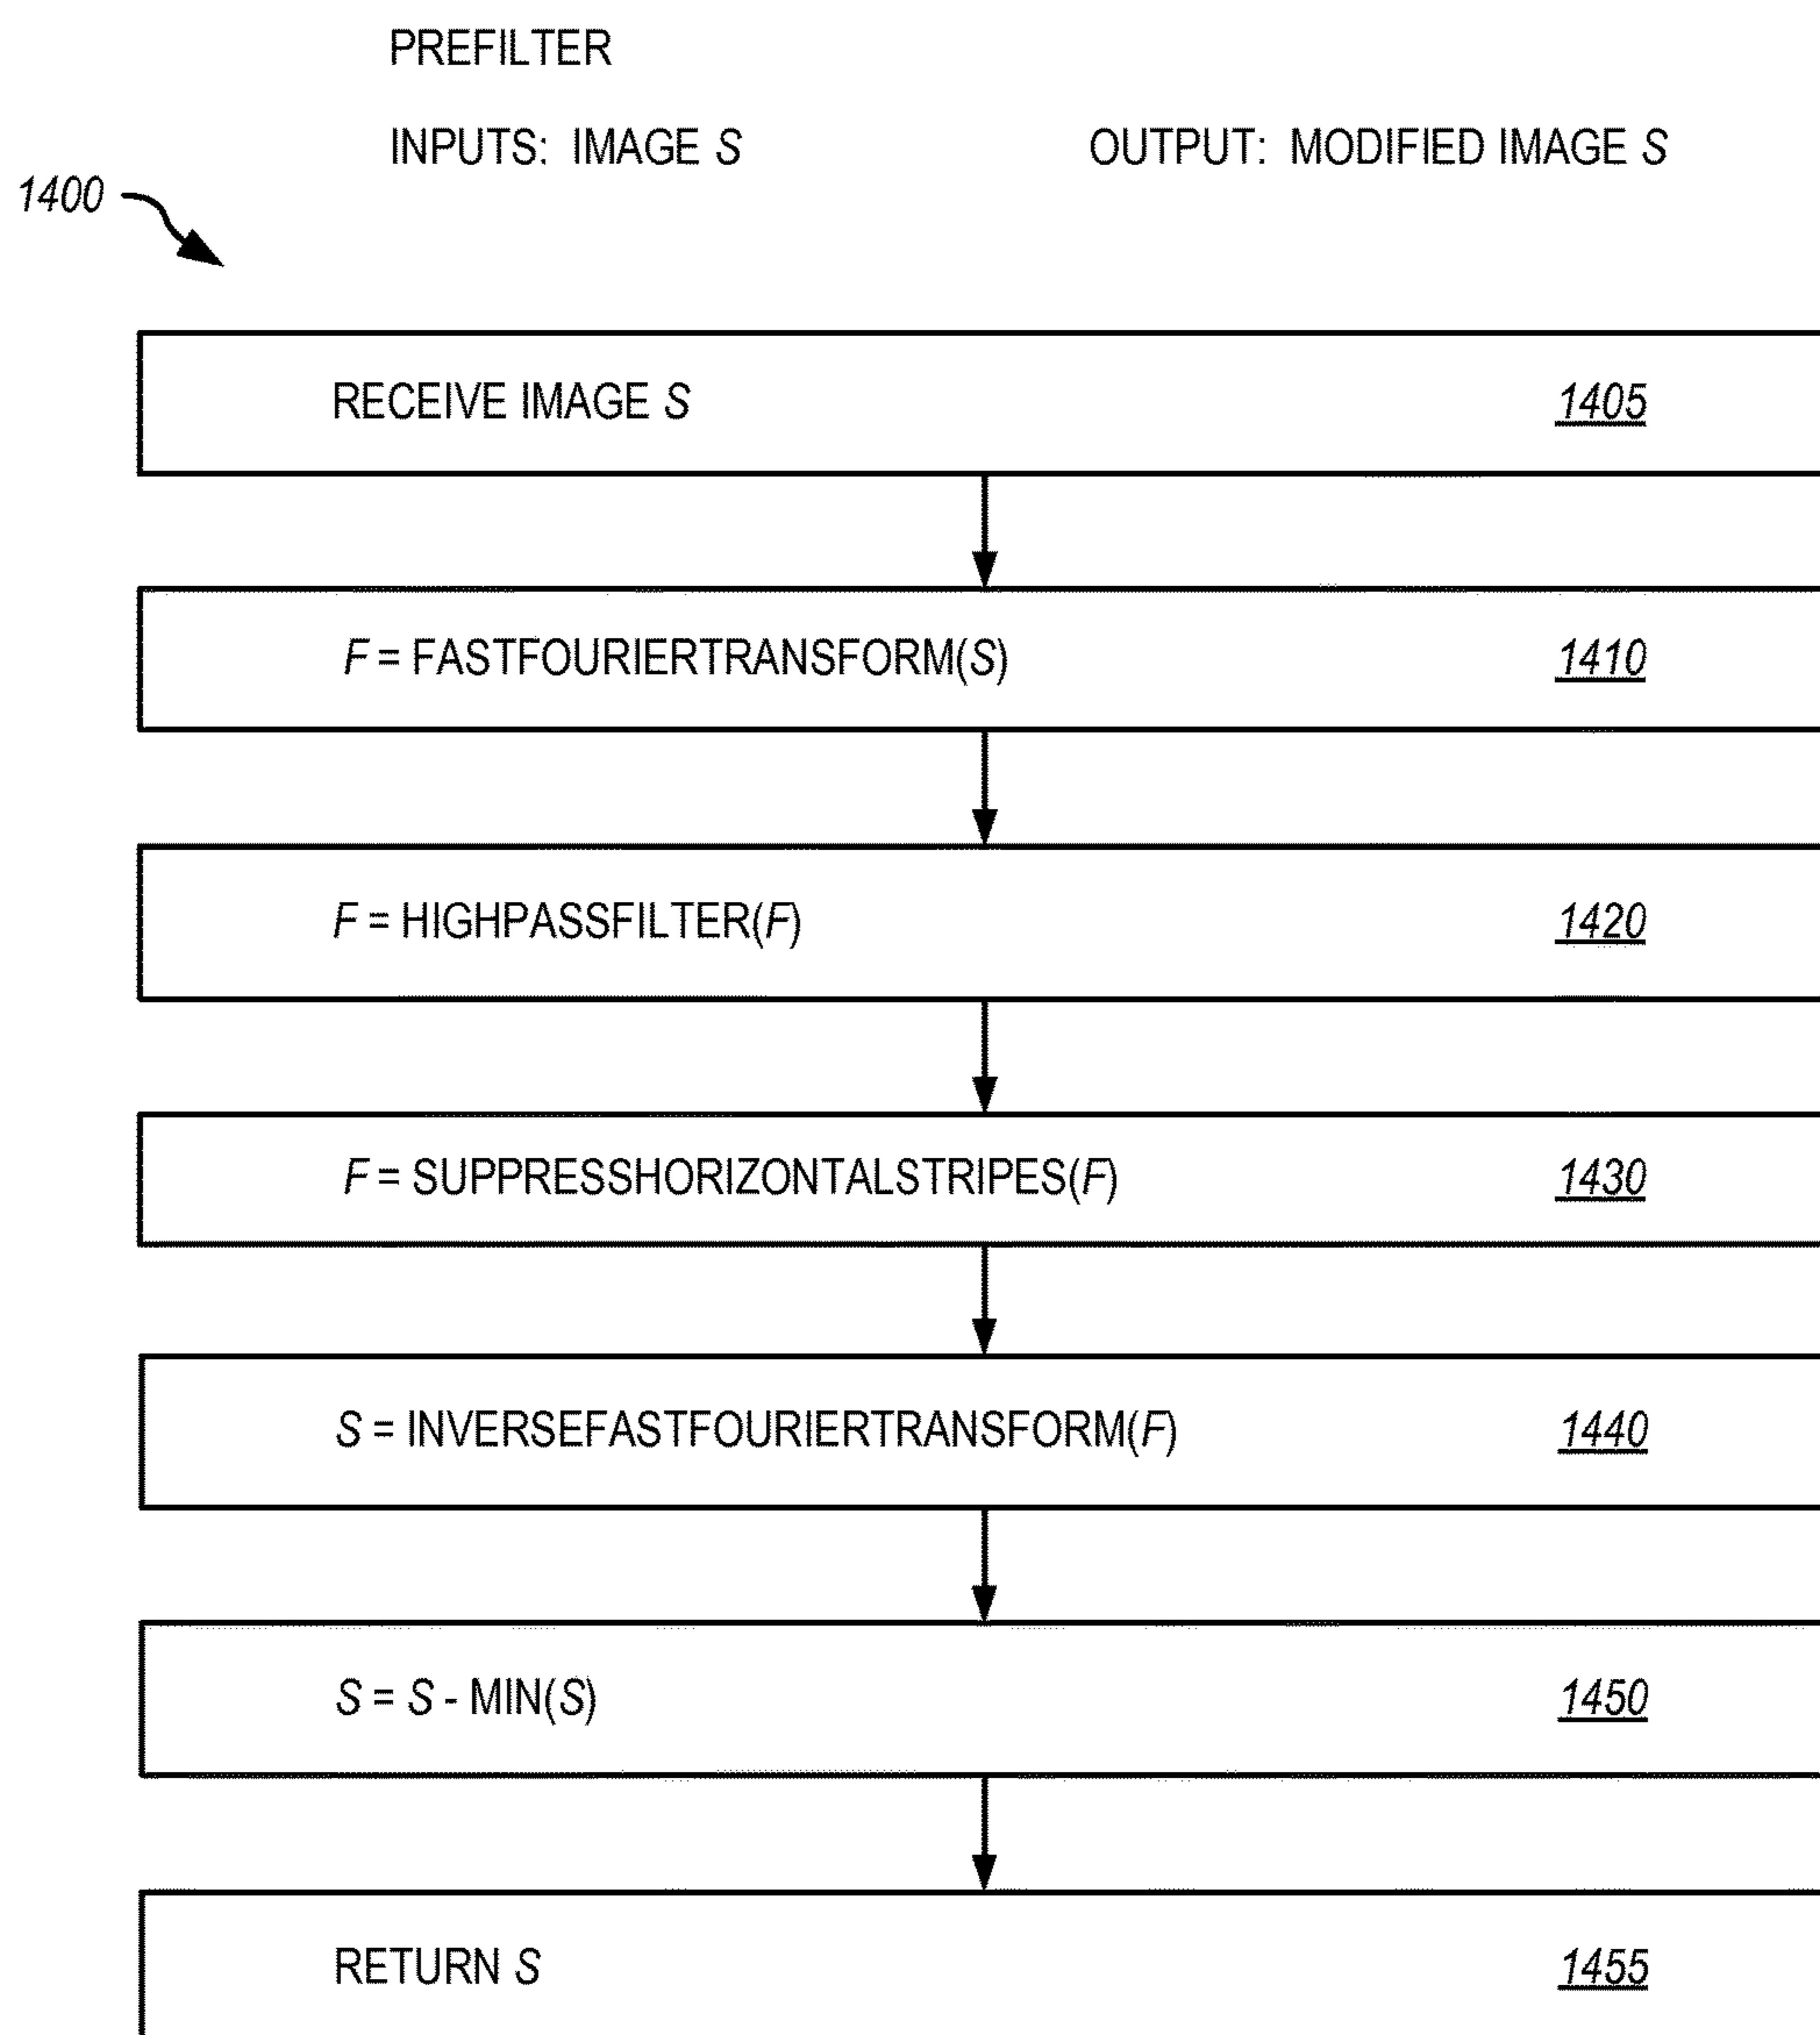 PREFILTER
INPUTS: IMAGE S OUTPUT: MODIFIED IMAGE S
1400
RECEIVE IMAGE S 1405
F = FASTFOURIERTRANSFORM(S) 1410
F = HIGHPASSFILTER(F) 1420
F = SUPPRESSHORIZONTALSTRIPES(F) 1430
S = INVERSEFASTFOURIERTRANSFORM(F) 1440
S = S - MIN(S) 1450
RETURN S 1455